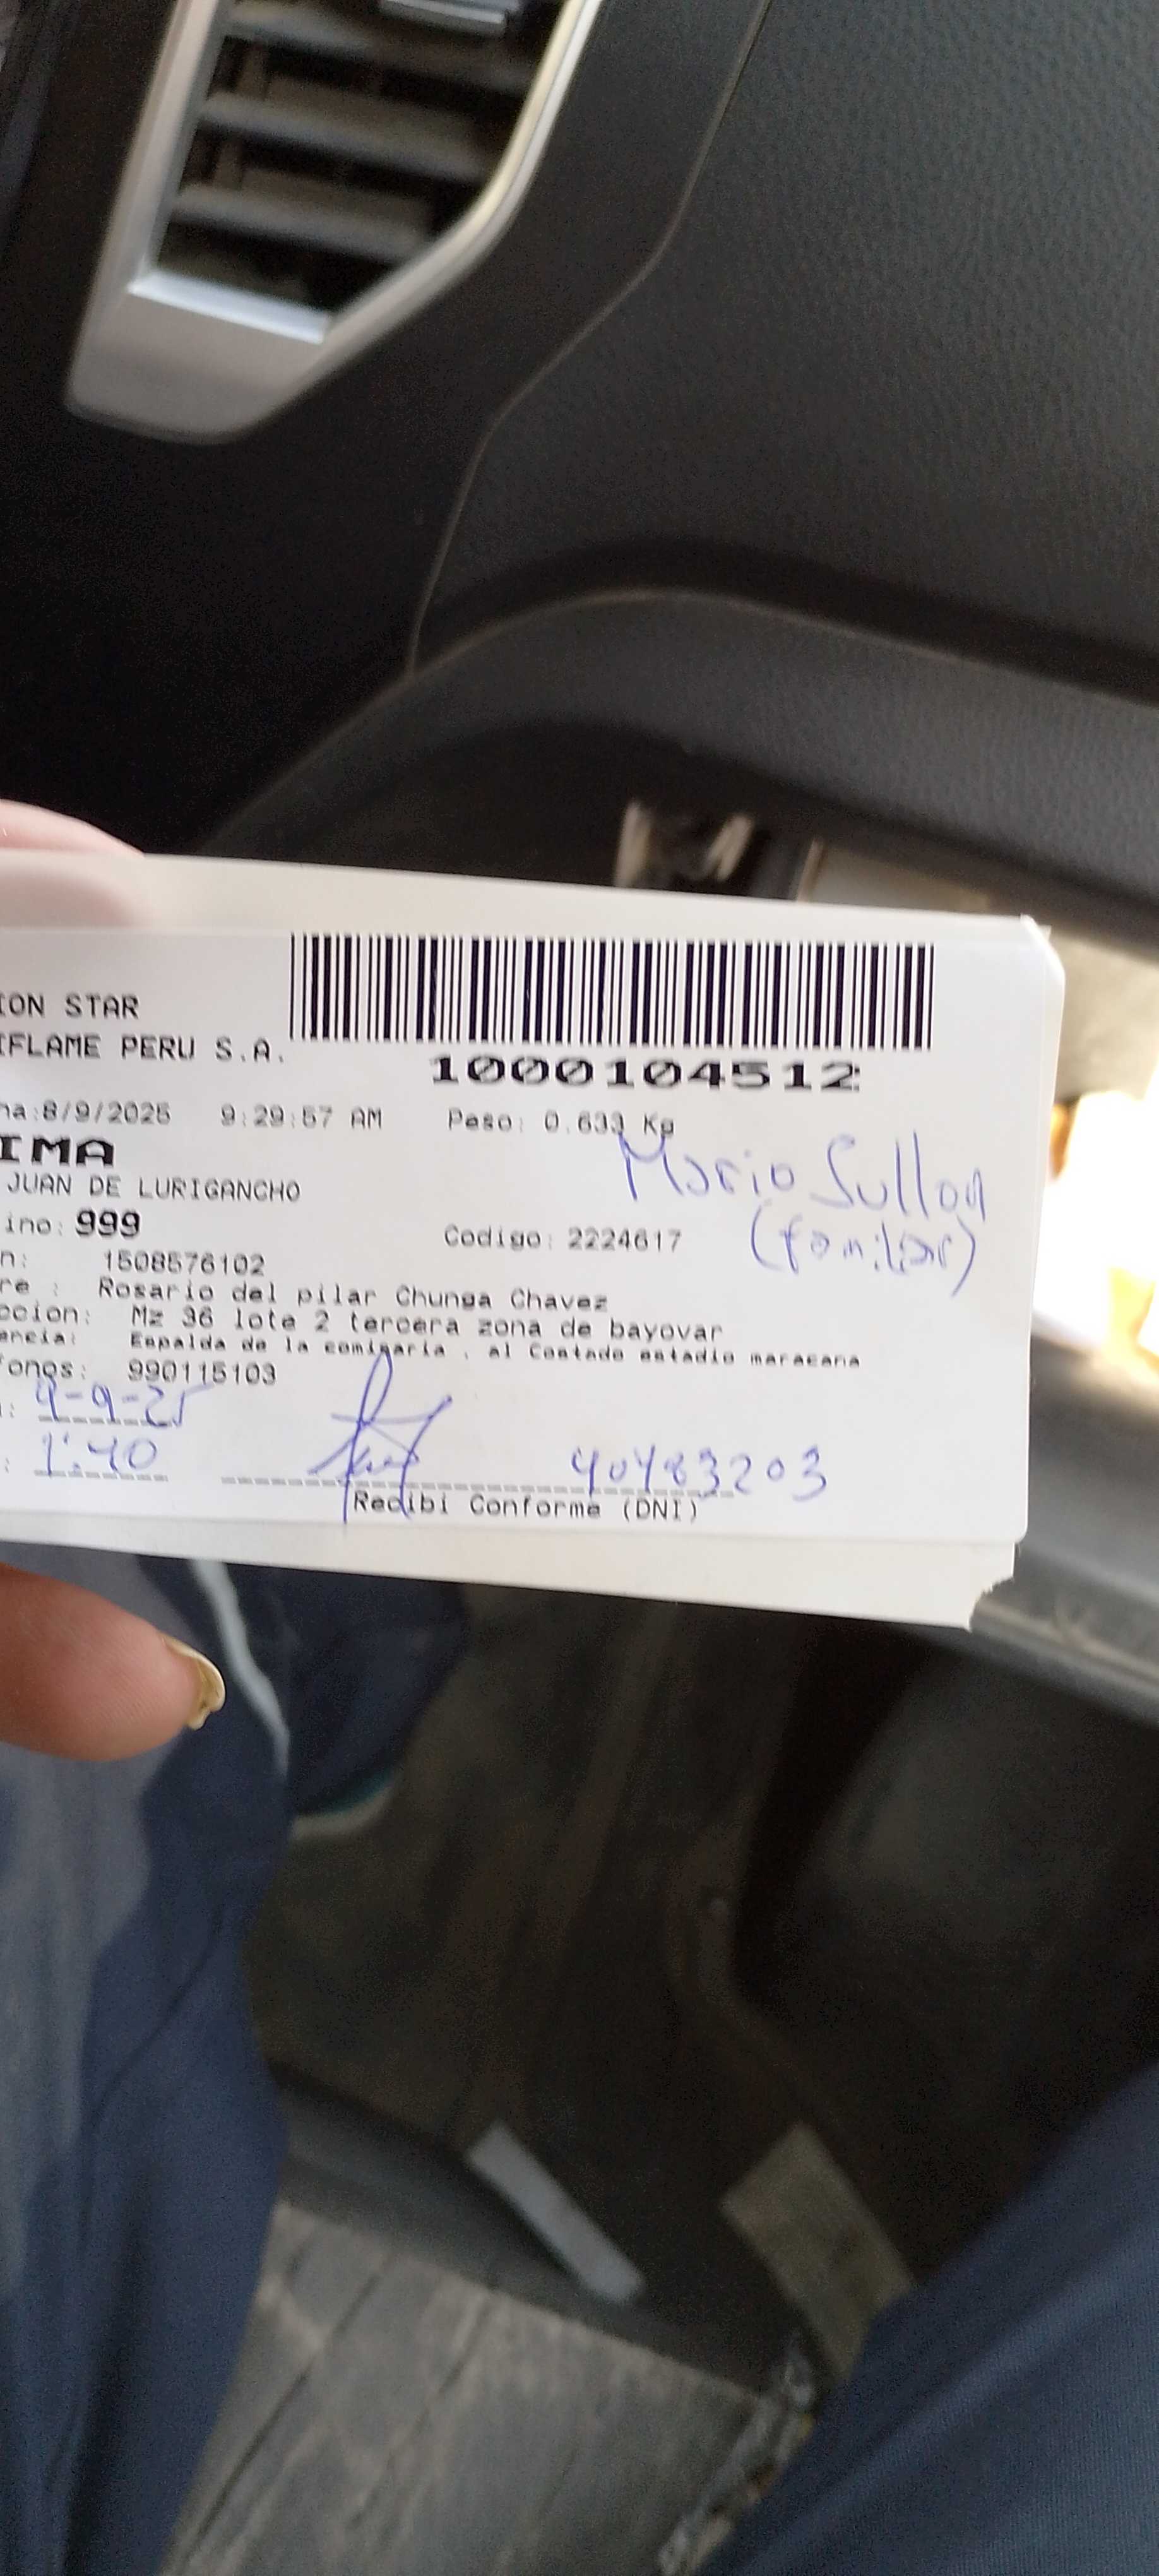 ION STAR
IFLAME PERU S.A.
1000104512
ha:8/9/2025 9:29:57 AM Peso: 0.633 Kg
IMA
Mario Sullon
JUAN DE LURIGANCHO
(familiar)
ino: 999 Codigo: 2224617
n: 1508576102
re : Rosario del pilar Chunga Chavez
ccion: Mz 36 lote 2 tercera zona de bayovar
encia: Espalda de la comisaria , al Costado estadio maracana
fonos: 990115103
: 9-9-25
: 1:40 40483203
Recibi Conforme (DNI)